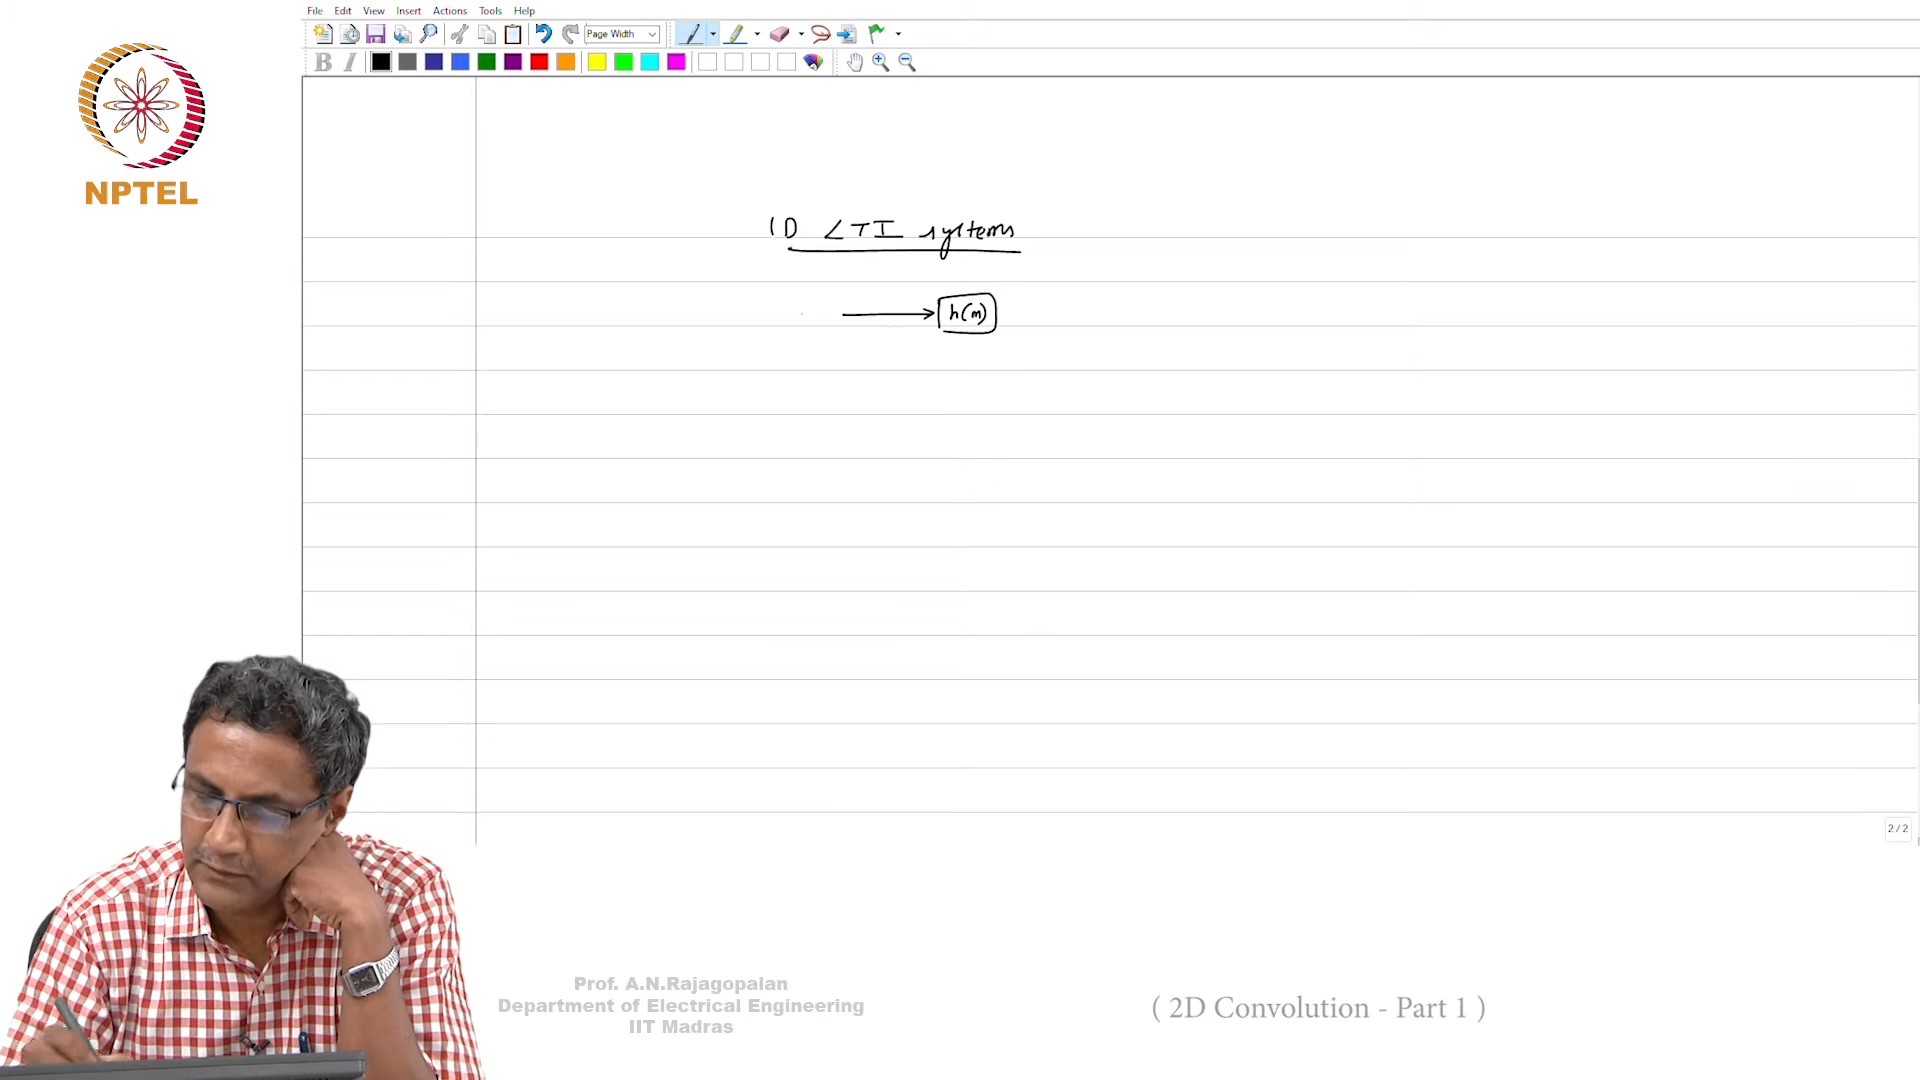 File Edit View Insert Actions Tools Help
Page Width
B I
NPTEL
1D LTI systems
h(m)
2 / 2
Prof. A.N.Rajagopalan
Department of Electrical Engineering
IIT Madras
( 2D Convolution - Part 1 )